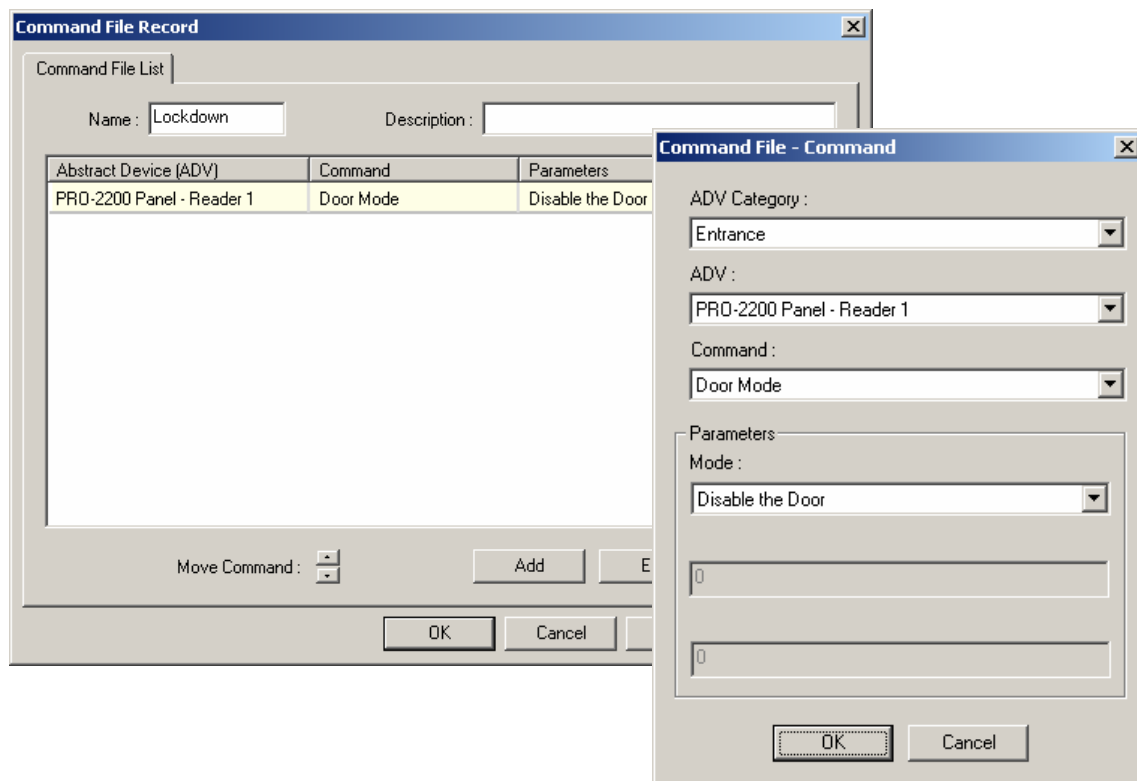 Command File Record
Command File List
Name : Lockdown Description :
Abstract Device (ADV) Command Parameters
PRO-2200 Panel - Reader 1 Door Mode Disable the Door
Move Command : Add E
OK Cancel
Command File - Command
ADV Category :
Entrance
ADV :
PRO-2200 Panel - Reader 1
Command :
Door Mode
Parameters
Mode :
Disable the Door
0
0
OK Cancel